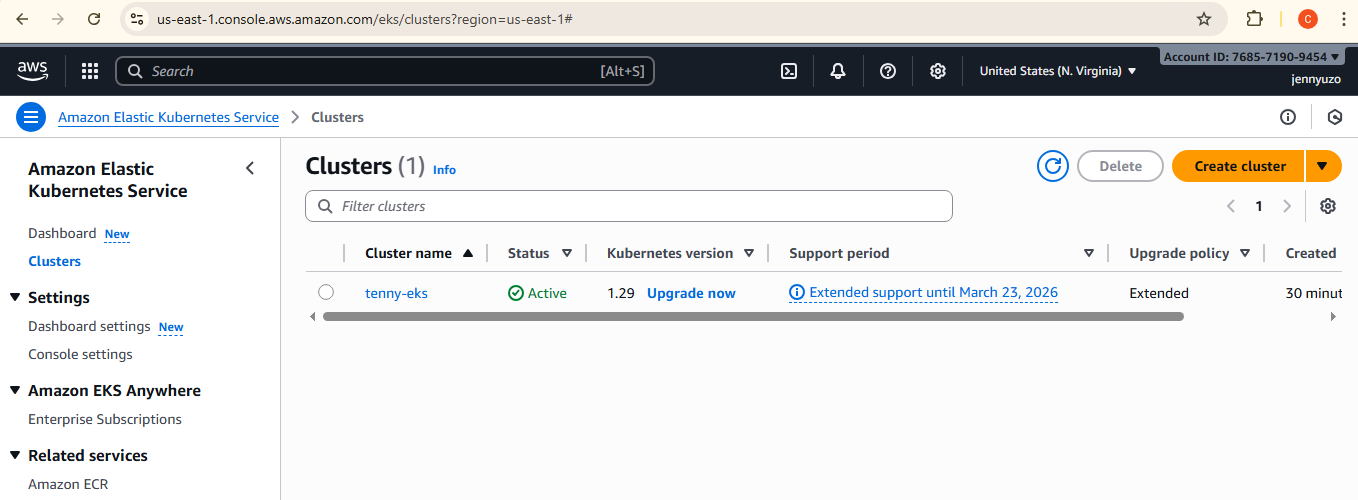 us-east-1.console.aws.amazon.com/eks/clusters?region=us-east-1#
C
aws
Search
[Alt+S]
United States (N. Virginia)
Account ID: 7685-7190-9454
jennyuzo
Amazon Elastic Kubernetes Service
Clusters
Amazon Elastic
Kubernetes Service
Dashboard New
Clusters
Settings
Dashboard settings New
Console settings
Amazon EKS Anywhere
Enterprise Subscriptions
Related services
Amazon ECR
Clusters (1) Info
Delete
Create cluster
Filter clusters
1
Cluster name Status Kubernetes version Support period Upgrade policy Created
tenny-eks Active 1.29 Upgrade now Extended support until March 23, 2026 Extended 30 minut